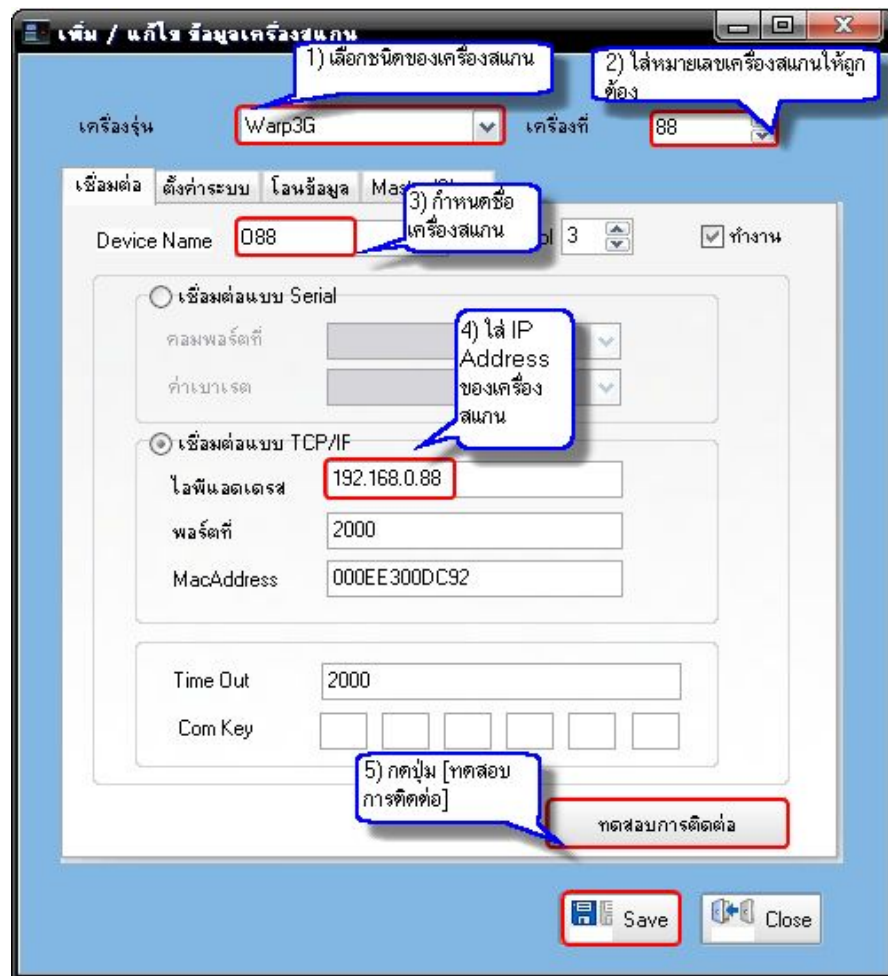 เพิ่ม / แก้ไข ข้อมูลเครื่องสแกน
1) เลือกชนิดของเครื่องสแกน
2) ใส่หมายเลขเครื่องสแกนให้ถูก
ต้อง
เครื่องรุ่น Warp3G เครื่องที่ 88
เชื่อมต่อ ตั้งค่าระบบ โอนข้อมูล
3) กำหนดชื่อ
เครื่องสแกน
Device Name 088 3 ทำงาน
เชื่อมต่อแบบ Serial
คอมพอร์ตที่
ค่าเบาเรต
4) ใส่ IP
Address
ของเครื่อง
สแกน
เชื่อมต่อแบบ TCP/IF
ไอพีแอดเดรส 192.168.0.88
พอร์ตที่ 2000
MacAddress 000EE300DC92
Time Out 2000
Com Key
5) กดปุ่ม [ทดสอบ
การติดต่อ]
ทดสอบการติดต่อ
Save Close